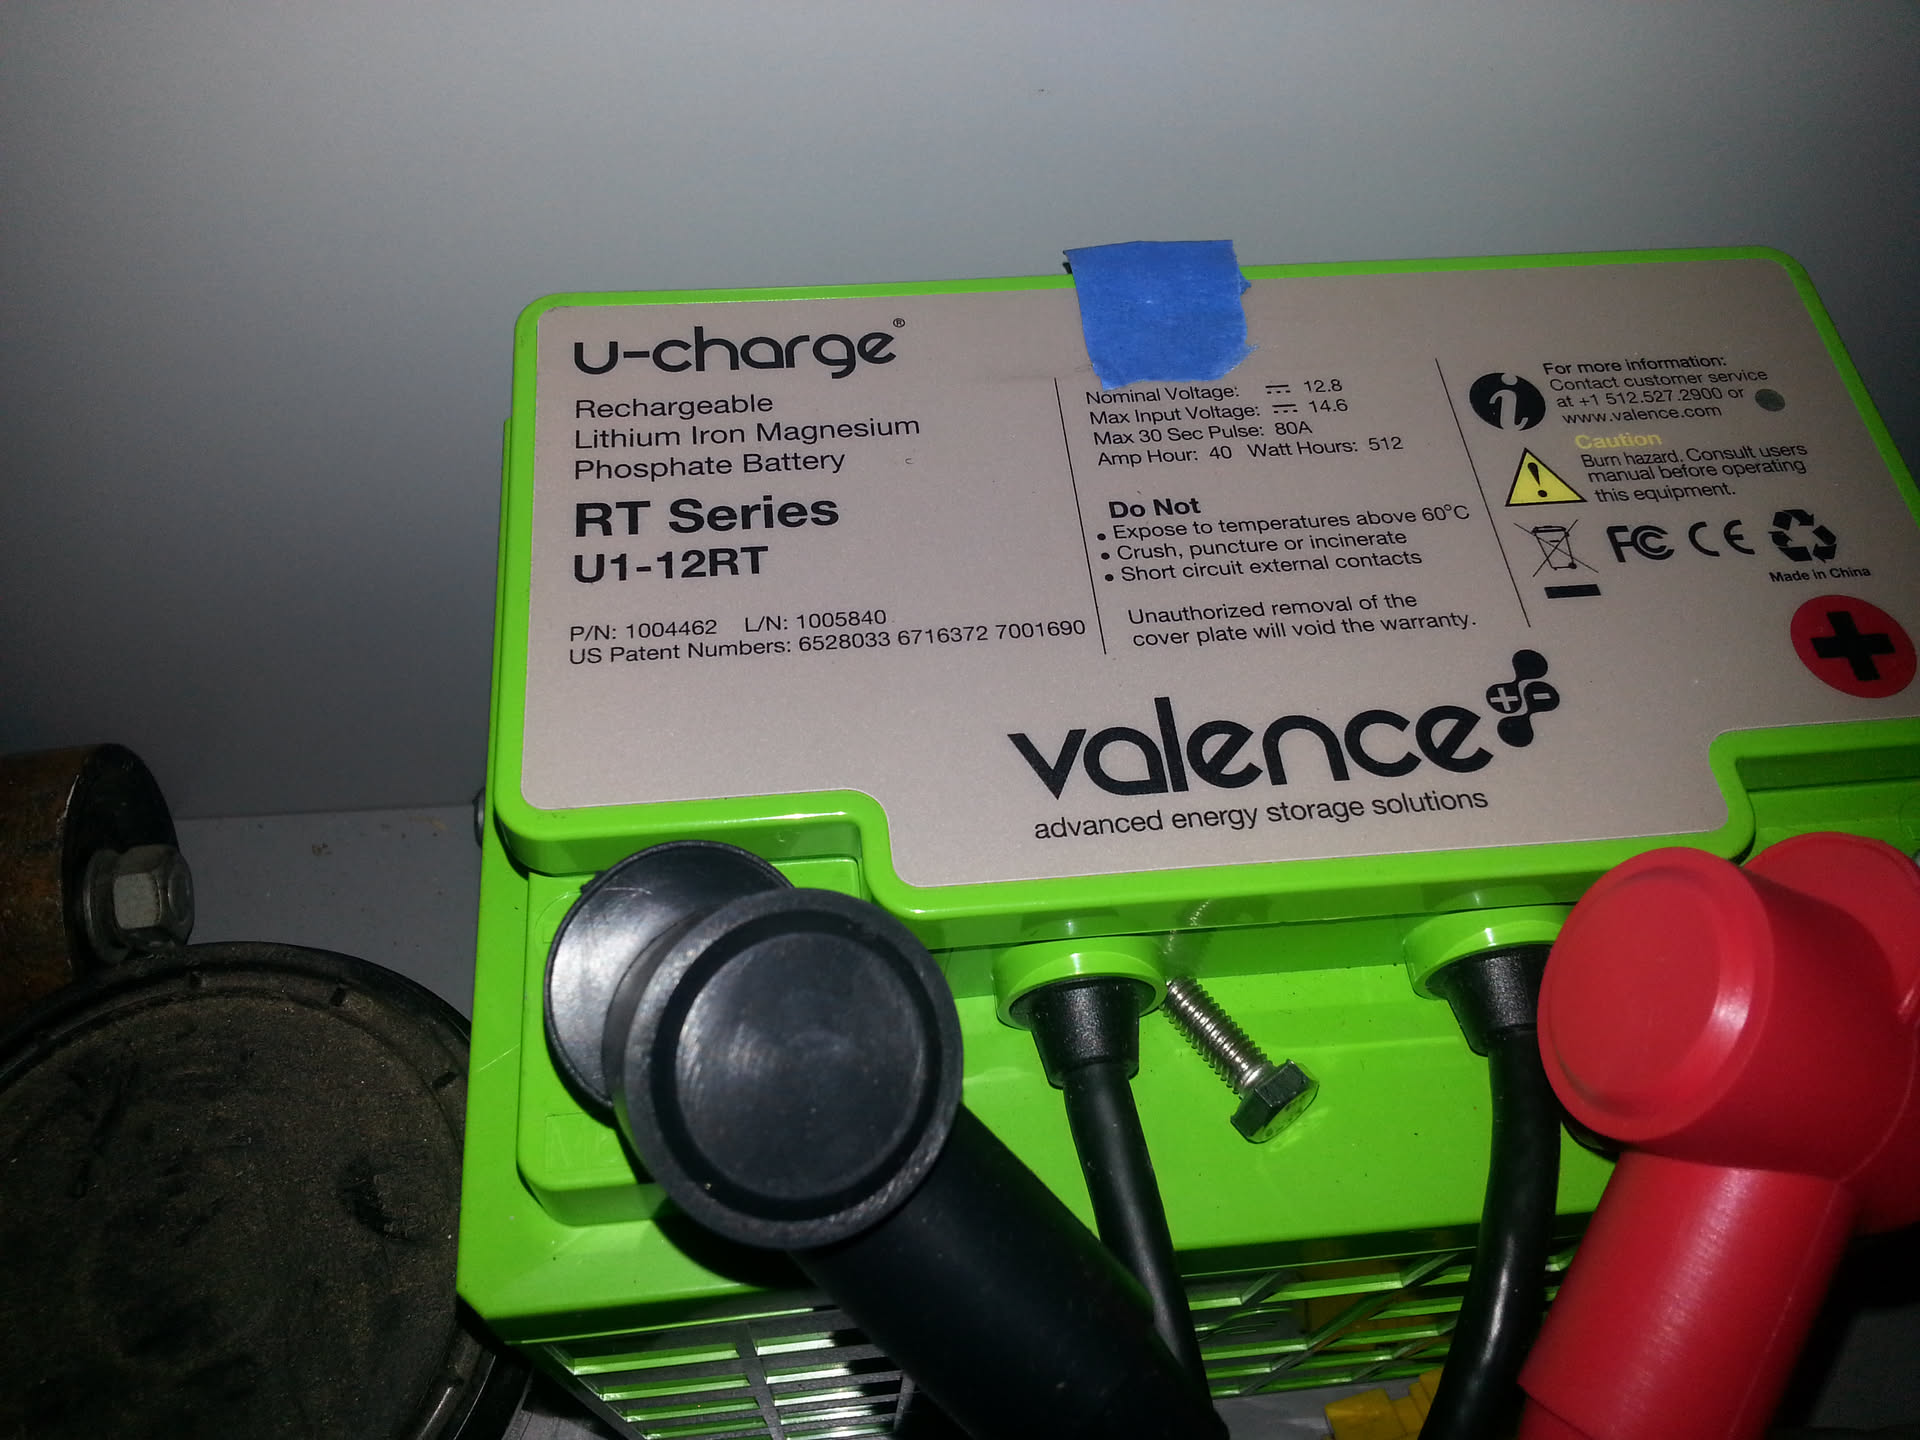 u-charge®
Rechargeable
Lithium Iron Magnesium
Phosphate Battery
RT Series
U1-12RT
P/N: 1004462 L/N: 1005840
US Patent Numbers: 6528033 6716372 7001690
Nominal Voltage: 12.8
Max Input Voltage: 14.6
Max 30 Sec Pulse: 80A
Amp Hour: 40 Watt Hours: 512
Do Not
• Expose to temperatures above 60°C
• Crush, puncture or incinerate
• Short circuit external contacts
Unauthorized removal of the
cover plate will void the warranty.
For more information:
Contact customer service
at +1 512.527.2900 or
www.valence.com
Caution
Burn hazard. Consult users
manual before operating
this equipment.
FC CE
Made in China
valence
advanced energy storage solutions